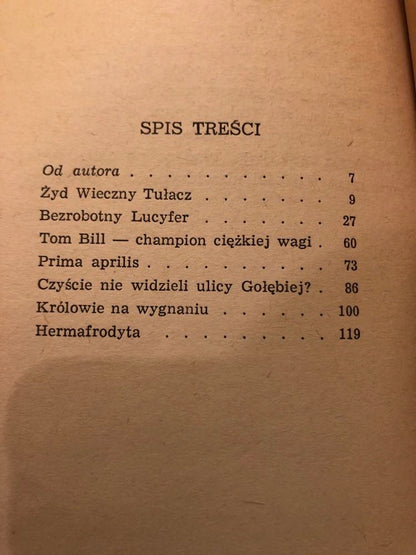 SPIS TREŚCI
Od autora . . . . . . . . . . . 7
Żyd Wieczny Tułacz . . . . . . . 9
Bezrobotny Lucyfer . . . . . . . 27
Tom Bill — champion ciężkiej wagi . 60
Prima aprilis . . . . . . . . . . 73
Czyście nie widzieli ulicy Gołębiej? . 86
Królowie na wygnaniu . . . . . . 100
Hermafrodyta . . . . . . . . . 119